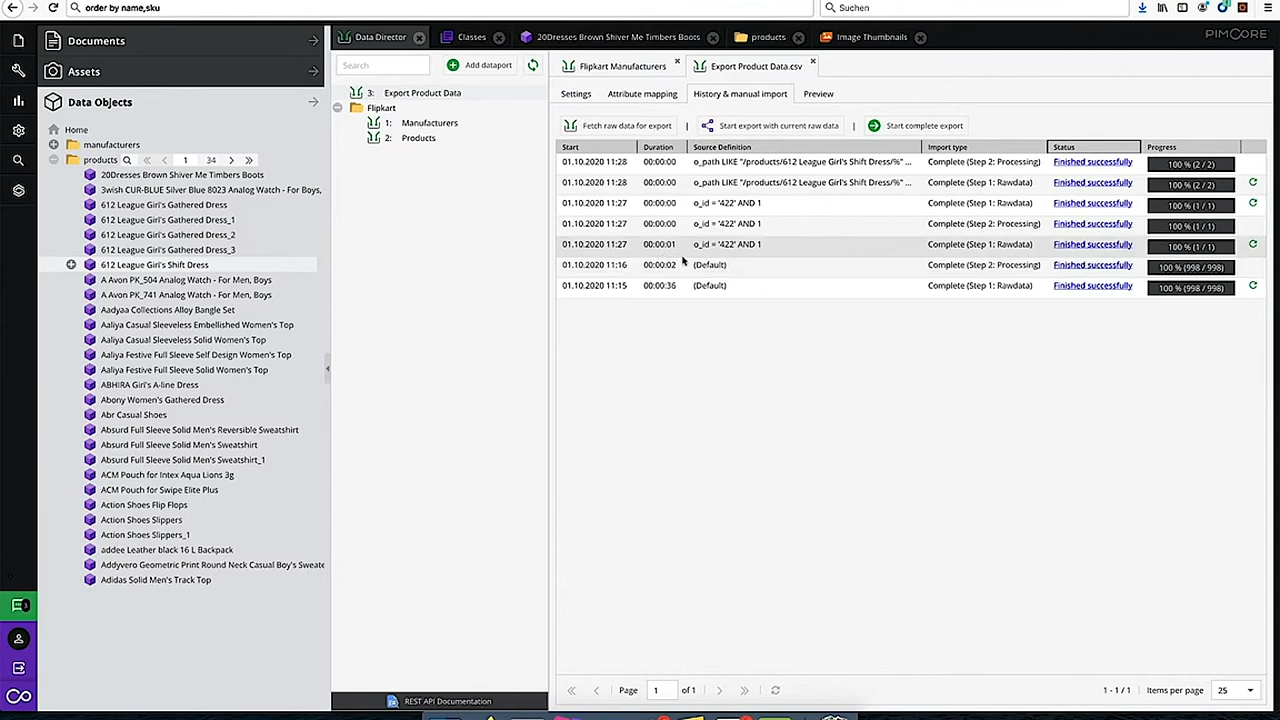 order by name,sku
Suchen
Documents
Assets
Data Objects
Home
manufacturers
products 1 34
20Dresses Brown Shiver Me Timbers Boots
3wish CUR-BLUE Silver Blue 8023 Analog Watch - For Boys,
612 League Girl's Gathered Dress
612 League Girl's Gathered Dress_1
612 League Girl's Gathered Dress_2
612 League Girl's Gathered Dress_3
612 League Girl's Shift Dress
A Avon PK_504 Analog Watch - For Men, Boys
A Avon PK_741 Analog Watch - For Men, Boys
Aadyaa Collections Alloy Bangle Set
Aaliya Casual Sleeveless Embellished Women's Top
Aaliya Casual Sleeveless Solid Women's Top
Aaliya Festive Full Sleeve Self Design Women's Top
Aaliya Festive Full Sleeve Solid Women's Top
ABHIRA Girl's A-line Dress
Abony Women's Gathered Dress
Abr Casual Shoes
Absurd Full Sleeve Solid Men's Reversible Sweatshirt
Absurd Full Sleeve Solid Men's Sweatshirt
Absurd Full Sleeve Solid Men's Sweatshirt_1
ACM Pouch for Intex Aqua Lions 3g
ACM Pouch for Swipe Elite Plus
Action Shoes Flip Flops
Action Shoes Slippers
Action Shoes Slippers_1
addee Leather black 16 L Backpack
Addyvero Geometric Print Round Neck Casual Boy's Sweate
Adidas Solid Men's Track Top
Data Director Classes 20Dresses Brown Shiver Me Timbers Boots products Image Thumbnails PIMCORE
Search Add dataport
3: Export Product Data
Flipkart
1: Manufacturers
2: Products
REST API Documentation
Flipkart Manufacturers Export Product Data.csv
Settings Attribute mapping History & manual import Preview
Fetch raw data for export | Start export with current raw data | Start complete export
Start Duration Source Definition Import type Status Progress
01.10.2020 11:28 00:00:00 o_path LIKE "/products/612 League Girl's Shift Dress/%" ... Complete (Step 2: Processing) Finished successfully 100 % (2 / 2)
01.10.2020 11:28 00:00:00 o_path LIKE "/products/612 League Girl's Shift Dress/%" ... Complete (Step 1: Rawdata) Finished successfully 100 % (2 / 2)
01.10.2020 11:27 00:00:00 o_id = '422' AND 1 Complete (Step 1: Rawdata) Finished successfully 100 % (1 / 1)
01.10.2020 11:27 00:00:00 o_id = '422' AND 1 Complete (Step 2: Processing) Finished successfully 100 % (1 / 1)
01.10.2020 11:27 00:00:01 o_id = '422' AND 1 Complete (Step 1: Rawdata) Finished successfully 100 % (1 / 1)
01.10.2020 11:16 00:00:02 (Default) Complete (Step 2: Processing) Finished successfully 100 % (998 / 998)
01.10.2020 11:15 00:00:36 (Default) Complete (Step 1: Rawdata) Finished successfully 100 % (998 / 998)
Page 1 of 1 1 - 1 / 1 Items per page 25